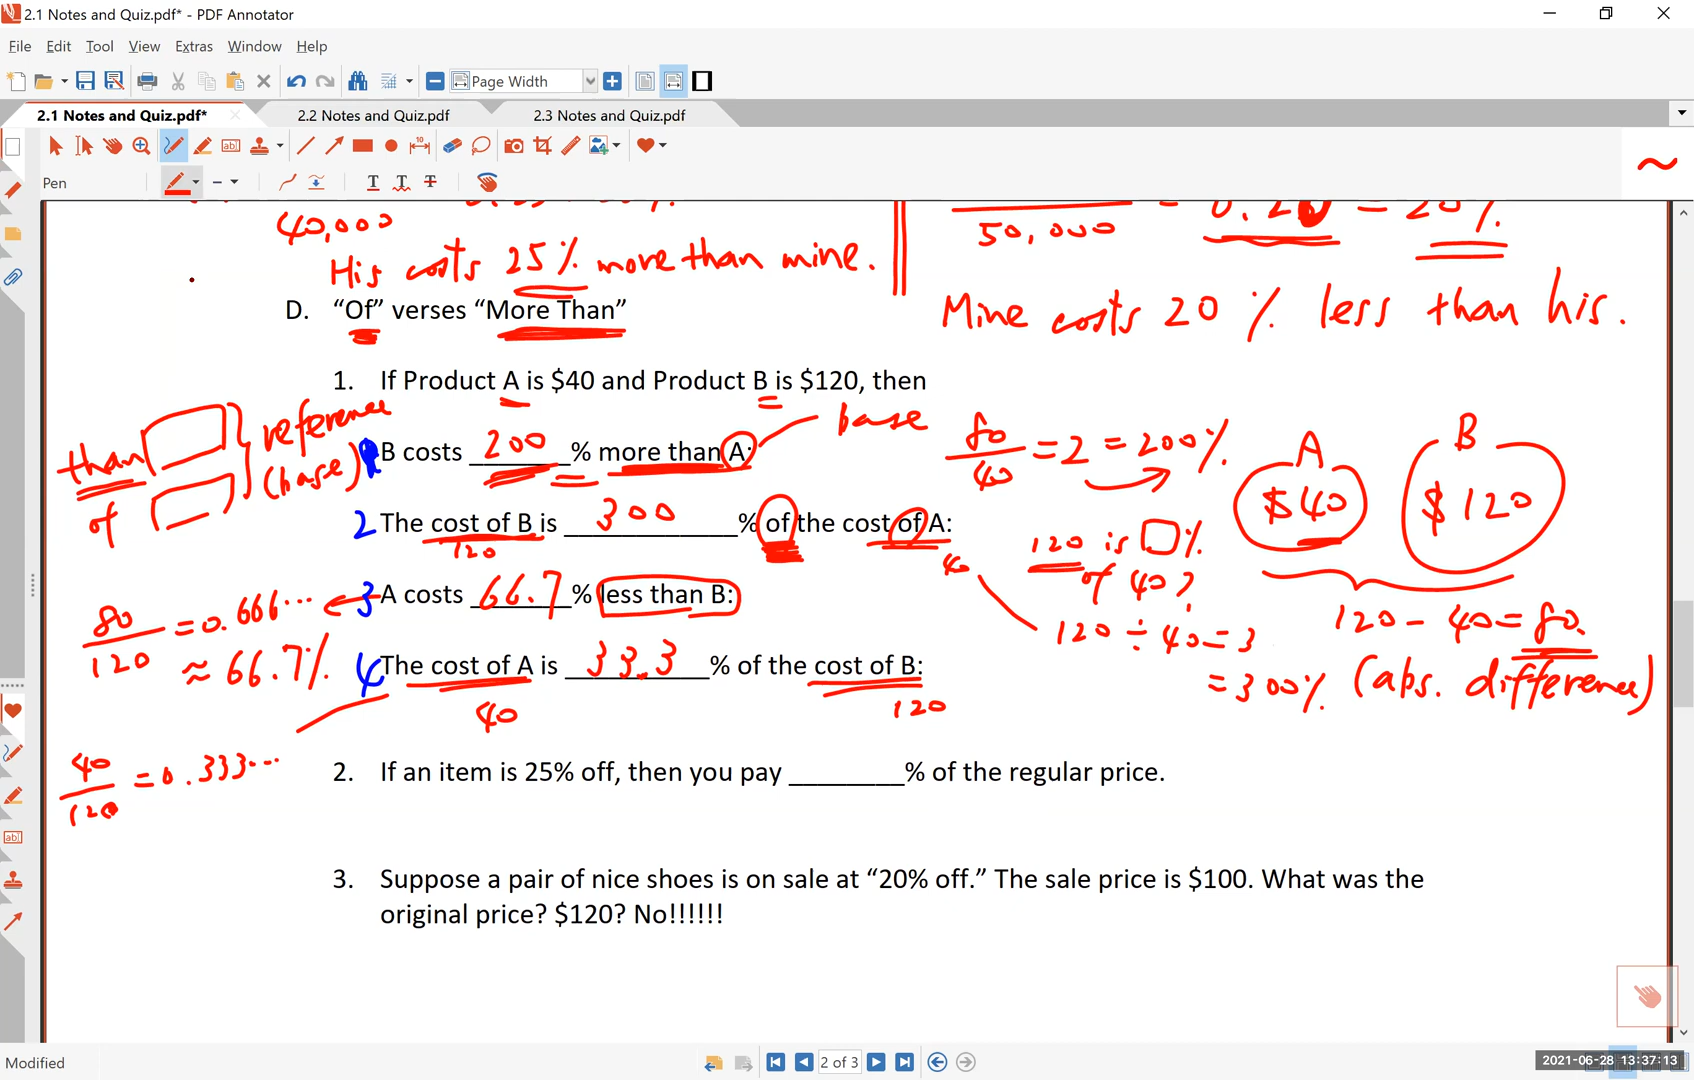 2.1 Notes and Quiz.pdf* - PDF Annotator
File Edit Tool View Extras Window Help
Page Width
2.1 Notes and Quiz.pdf* 2.2 Notes and Quiz.pdf 2.3 Notes and Quiz.pdf
Pen
40,000
50,000 = 0.20 = 20%
His costs 25% more than mine.
Mine costs 20% less than his.
D. “Of” verses “More Than”
1. If Product A is $40 and Product B is $120, then
than
of
reference
(base)
1 B costs 200 % more than A:
base
80/40 = 2 = 200%
A B
$40 $120
2 The cost of B is 300 % of the cost of A:
120
40
120 is □%
of 40?
120 ÷ 40 = 3
= 300%
120 - 40 = 80.
(abs. difference)
3 A costs 66.7 % less than B:
80/120 = 0.666...
≈ 66.7%
4 The cost of A is 33.3 % of the cost of B:
40
120
40/120 = 0.333...
2. If an item is 25% off, then you pay _________% of the regular price.
3. Suppose a pair of nice shoes is on sale at “20% off.” The sale price is $100. What was the
original price? $120? No!!!!!!
Modified
2 of 3
2021-06-28 13:37:13